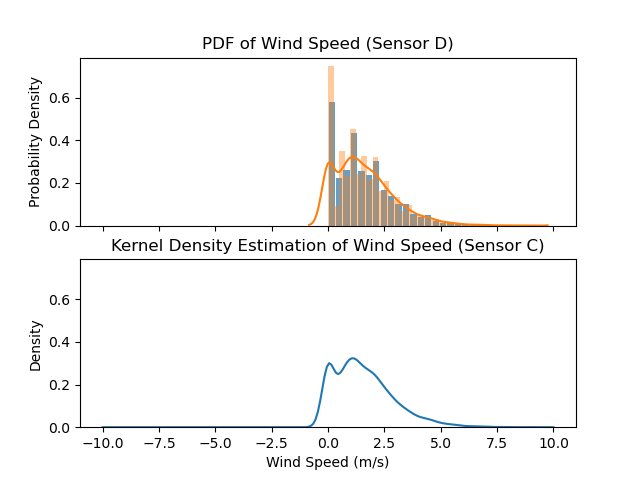 PDF of Wind Speed (Sensor D)
Probability Density
0.6
0.4
0.2
0.0
Kernel Density Estimation of Wind Speed (Sensor C)
Density
0.6
0.4
0.2
0.0
−10.0 −7.5 −5.0 −2.5 0.0 2.5 5.0 7.5 10.0
Wind Speed (m/s)